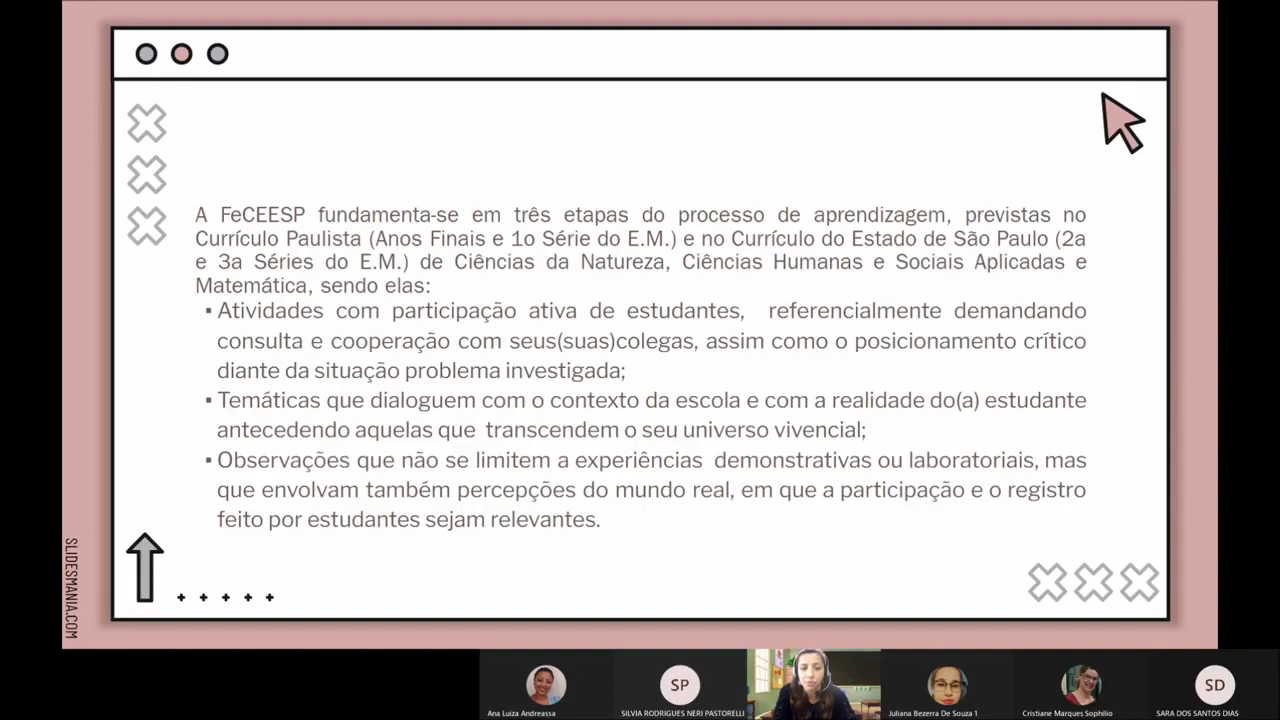 A FeCEESP fundamenta-se em três etapas do processo de aprendizagem, previstas no
Currículo Paulista (Anos Finais e 1o Série do E.M.) e no Currículo do Estado de São Paulo (2a
e 3a Séries do E.M.) de Ciências da Natureza, Ciências Humanas e Sociais Aplicadas e
Matemática, sendo elas:
▪ Atividades com participação ativa de estudantes, referencialmente demandando
consulta e cooperação com seus(suas)colegas, assim como o posicionamento crítico
diante da situação problema investigada;
▪ Temáticas que dialoguem com o contexto da escola e com a realidade do(a) estudante
antecedendo aquelas que transcendem o seu universo vivencial;
▪ Observações que não se limitem a experiências demonstrativas ou laboratoriais, mas
que envolvam também percepções do mundo real, em que a participação e o registro
feito por estudantes sejam relevantes.
SLIDESMANIA.COM
SP
SD
Ana Luiza Andreassa
SILVIA RODRIGUES NERI PASTORELLI
Juliana Bezerra De Souza 1
Cristiane Marques Sophilio
SARA DOS SANTOS DIAS